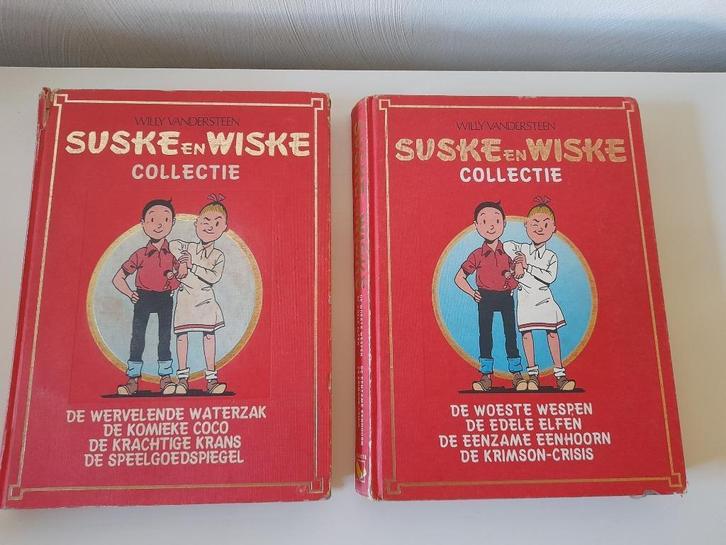 WILLY VANDERSTEEN
SUSKE EN WISKE
COLLECTIE
DE WERVELENDE WATERZAK
DE KOMIEKE COCO
DE KRACHTIGE KRANS
DE SPEELGOEDSPIEGEL
WILLY VANDERSTEEN
SUSKE EN WISKE
COLLECTIE
DE WOESTE WESPEN
DE EDELE ELFEN
DE EENZAME EENHOORN
DE KRIMSON-CRISIS